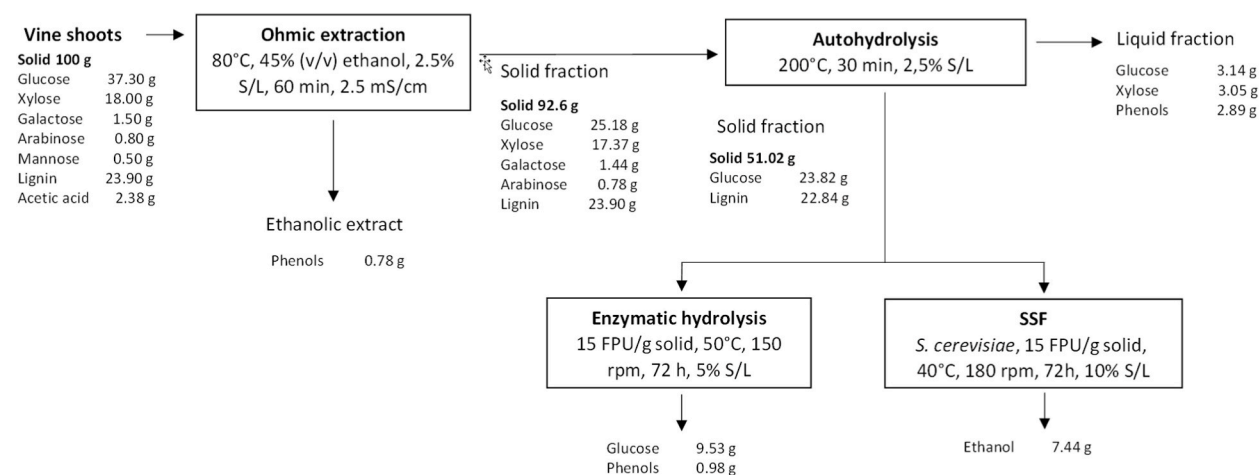 Vine shoots
Solid 100 g
Glucose 37.30 g
Xylose 18.00 g
Galactose 1.50 g
Arabinose 0.80 g
Mannose 0.50 g
Lignin 23.90 g
Acetic acid 2.38 g
Ohmic extraction
80°C, 45% (v/v) ethanol, 2.5%
S/L, 60 min, 2.5 mS/cm
Ethanolic extract
Phenols 0.78 g
Solid fraction
Solid 92.6 g
Glucose 25.18 g
Xylose 17.37 g
Galactose 1.44 g
Arabinose 0.78 g
Lignin 23.90 g
Autohydrolysis
200°C, 30 min, 2,5% S/L
Liquid fraction
Glucose 3.14 g
Xylose 3.05 g
Phenols 2.89 g
Solid fraction
Solid 51.02 g
Glucose 23.82 g
Lignin 22.84 g
Enzymatic hydrolysis
15 FPU/g solid, 50°C, 150
rpm, 72 h, 5% S/L
Glucose 9.53 g
Phenols 0.98 g
SSF
S. cerevisiae, 15 FPU/g solid,
40°C, 180 rpm, 72h, 10% S/L
Ethanol 7.44 g